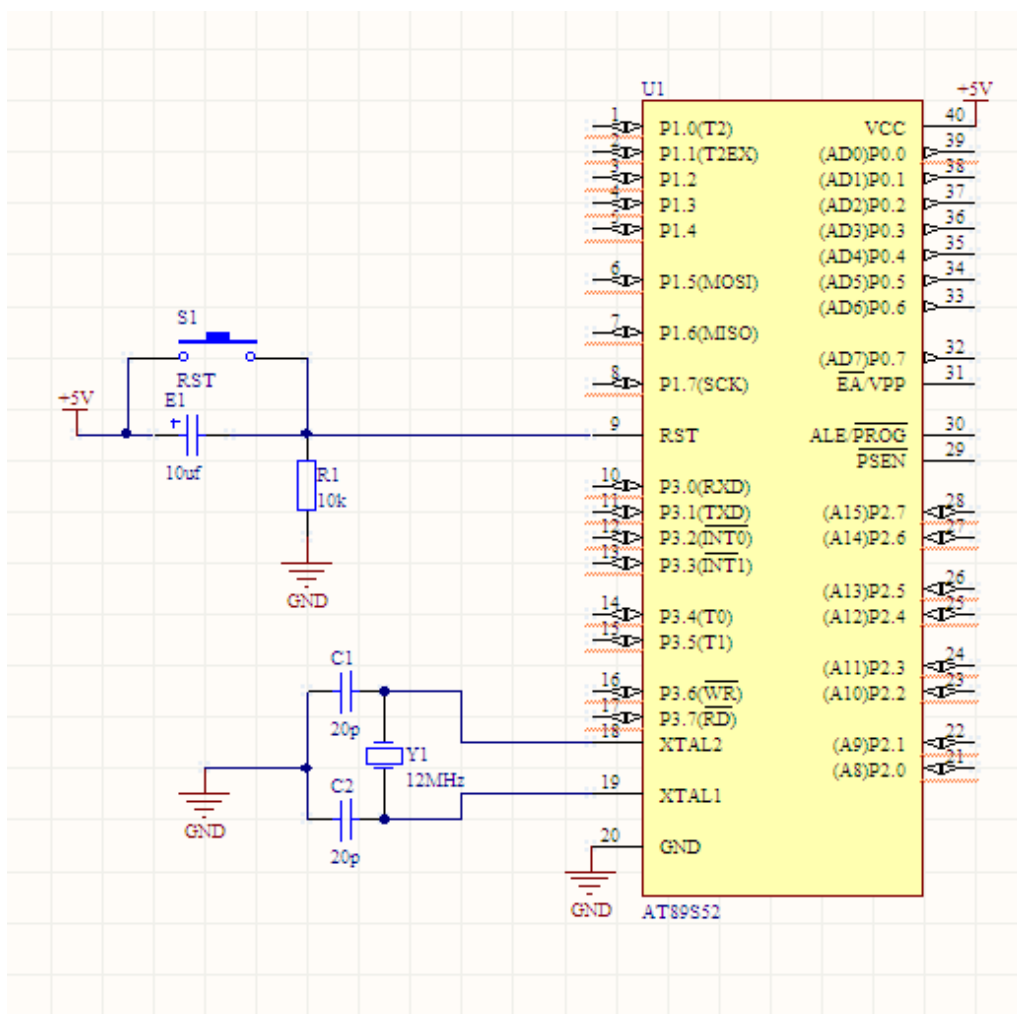 U1
+5V
1 P1.0(T2) VCC 40
2 P1.1(T2EX) (AD0)P0.0 39
3 P1.2 (AD1)P0.1 38
4 P1.3 (AD2)P0.2 37
5 P1.4 (AD3)P0.3 36
(AD4)P0.4 35
6 P1.5(MOSI) (AD5)P0.5 34
(AD6)P0.6 33
7 P1.6(MISO)
(AD7)P0.7 32
8 P1.7(SCK) EA/VPP 31
9 RST ALE/PROG 30
PSEN 29
10 P3.0(RXD)
11 P3.1(TXD) (A15)P2.7 28
12 P3.2(INT0) (A14)P2.6 27
13 P3.3(INT1)
(A13)P2.5 26
14 P3.4(T0) (A12)P2.4 25
15 P3.5(T1)
(A11)P2.3 24
16 P3.6(WR) (A10)P2.2 23
17 P3.7(RD)
18 XTAL2 (A9)P2.1 22
(A8)P2.0 21
19 XTAL1
20 GND
GND
AT89S52
S1
RST
+5V
E1
+
10uf
R1
10k
GND
C1
20p
Y1
12MHz
C2
20p
GND